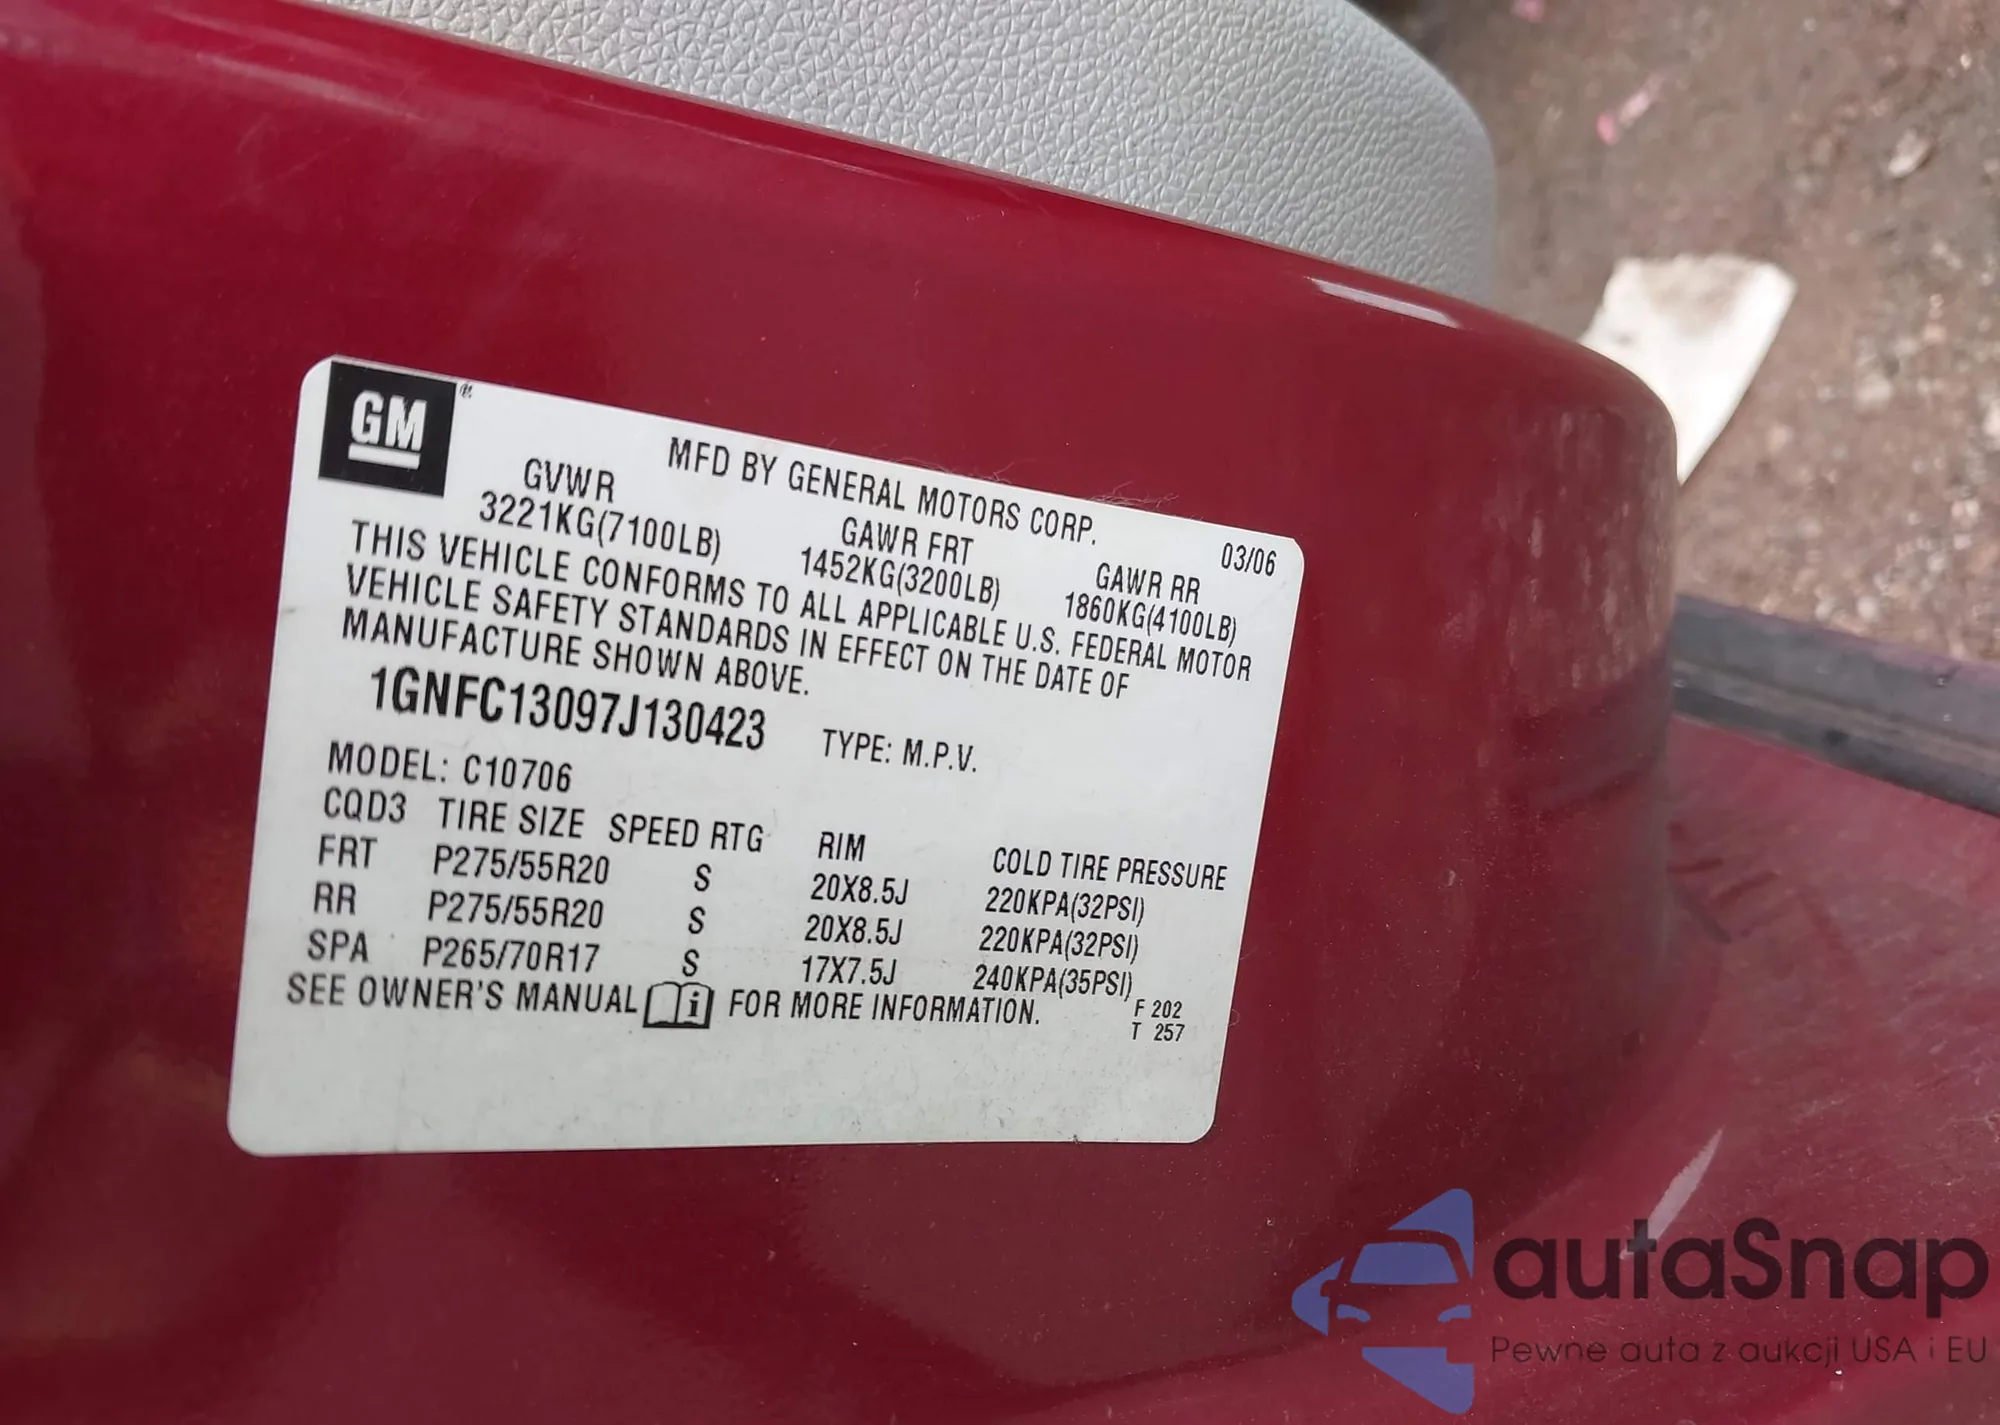 GM ®
MFD BY GENERAL MOTORS CORP.
03/06
GVWR GAWR FRT GAWR RR
3221KG(7100LB) 1452KG(3200LB) 1860KG(4100LB)
THIS VEHICLE CONFORMS TO ALL APPLICABLE U.S. FEDERAL MOTOR
VEHICLE SAFETY STANDARDS IN EFFECT ON THE DATE OF
MANUFACTURE SHOWN ABOVE.
1GNFC13097J130423 TYPE: M.P.V.
MODEL: C10706
CQD3 TIRE SIZE SPEED RTG RIM COLD TIRE PRESSURE
FRT P275/55R20 S 20X8.5J 220KPA(32PSI)
RR P275/55R20 S 20X8.5J 220KPA(32PSI)
SPA P265/70R17 S 17X7.5J 240KPA(35PSI)
SEE OWNER'S MANUAL i FOR MORE INFORMATION.
F 202
T 257
autaSnap
Pewne auta z aukcji USA i EU